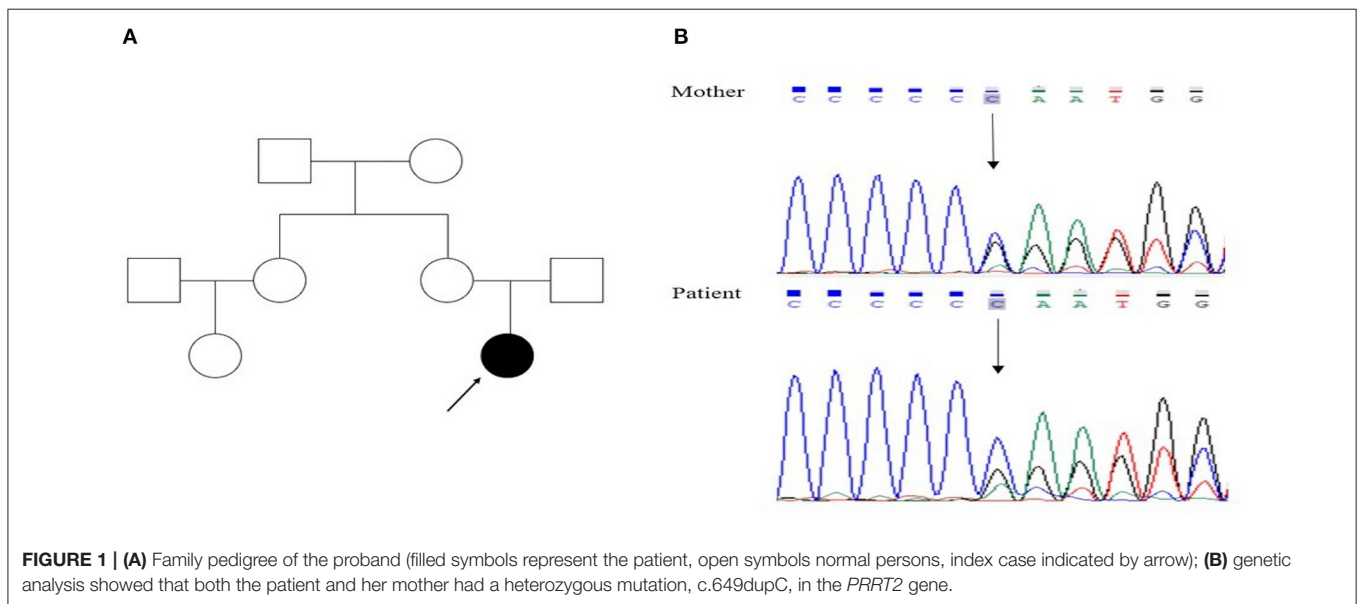 A
B
Mother
C C C C C C A A T G G
Patient
C C C C C C A A T G G
FIGURE 1 | (A) Family pedigree of the proband (filled symbols represent the patient, open symbols normal persons, index case indicated by arrow); (B) genetic
analysis showed that both the patient and her mother had a heterozygous mutation, c.649dupC, in the PRRT2 gene.